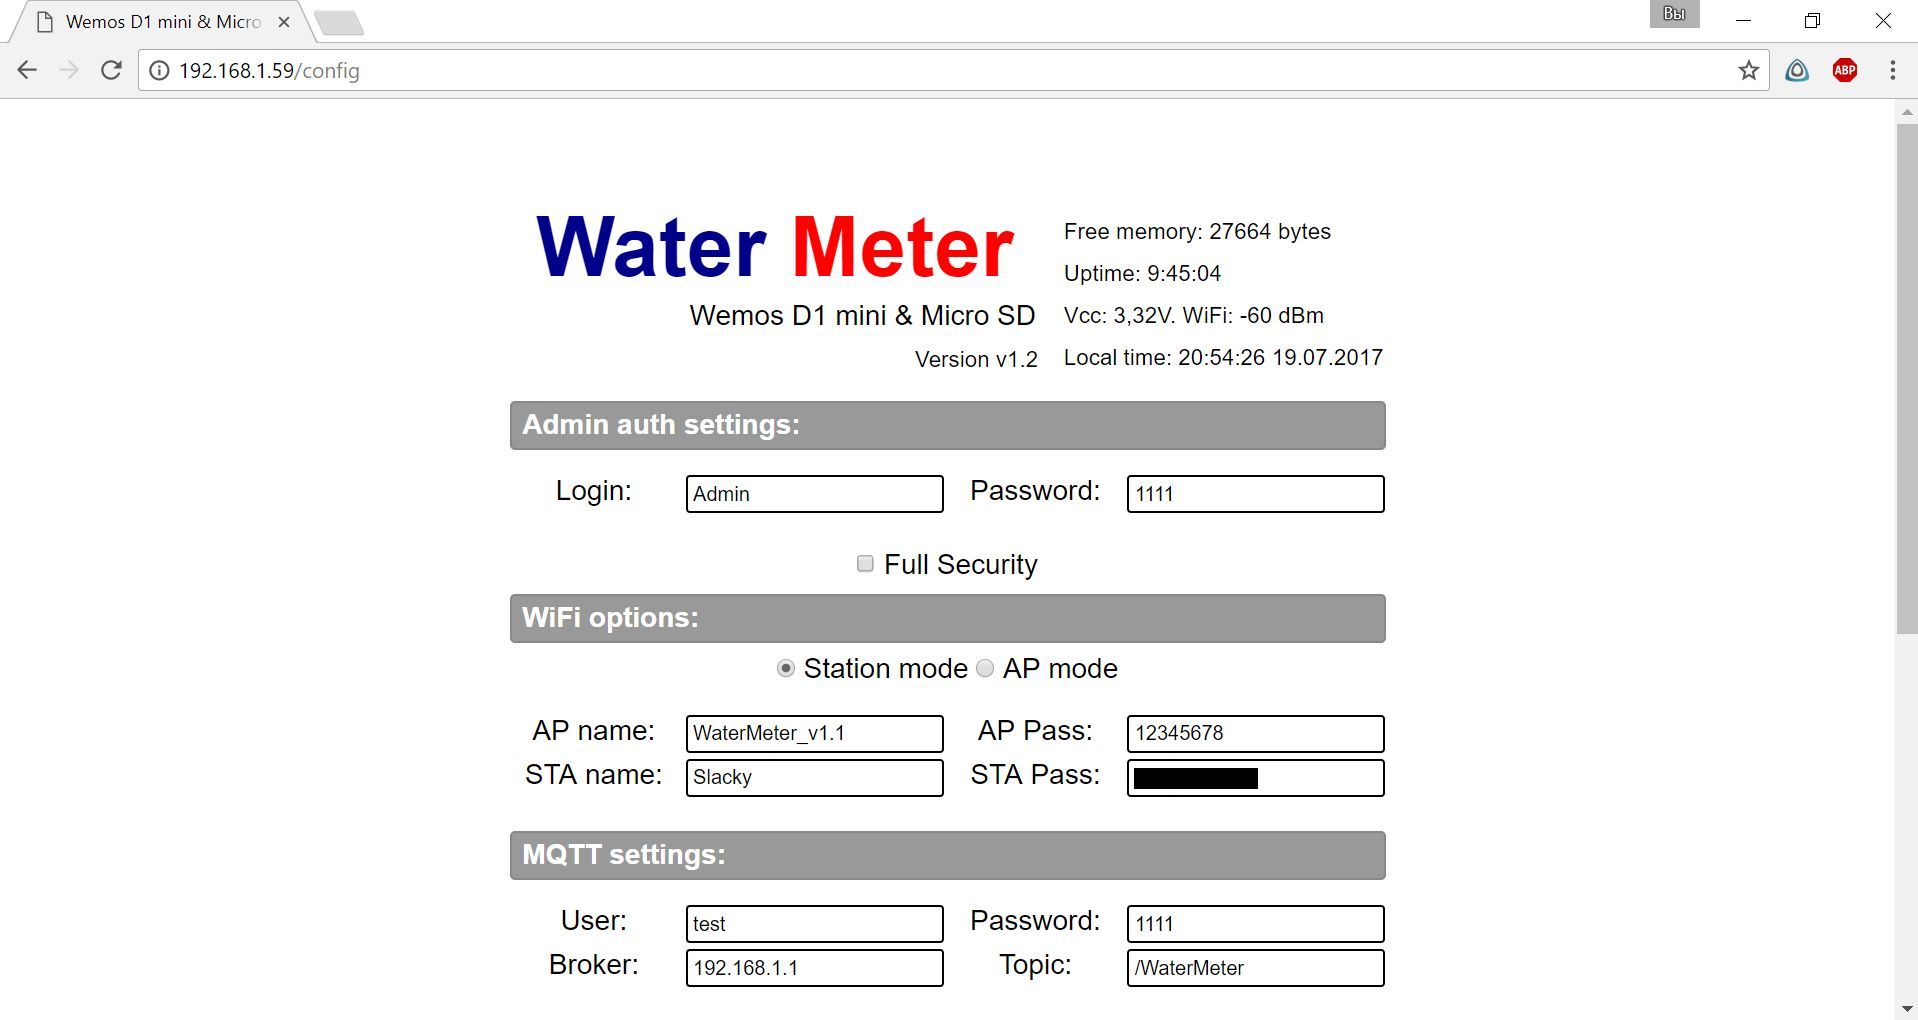 Wemos D1 mini & Micro
Вы
192.168.1.59/config
ABP
Water Meter
Wemos D1 mini & Micro SD
Version v1.2
Free memory: 27664 bytes
Uptime: 9:45:04
Vcc: 3,32V. WiFi: -60 dBm
Local time: 20:54:26 19.07.2017
Admin auth settings:
Login: Admin Password: 1111
Full Security
WiFi options:
Station mode AP mode
AP name: WaterMeter_v1.1 AP Pass: 12345678
STA name: Slacky STA Pass:
MQTT settings:
User: test Password: 1111
Broker: 192.168.1.1 Topic: /WaterMeter